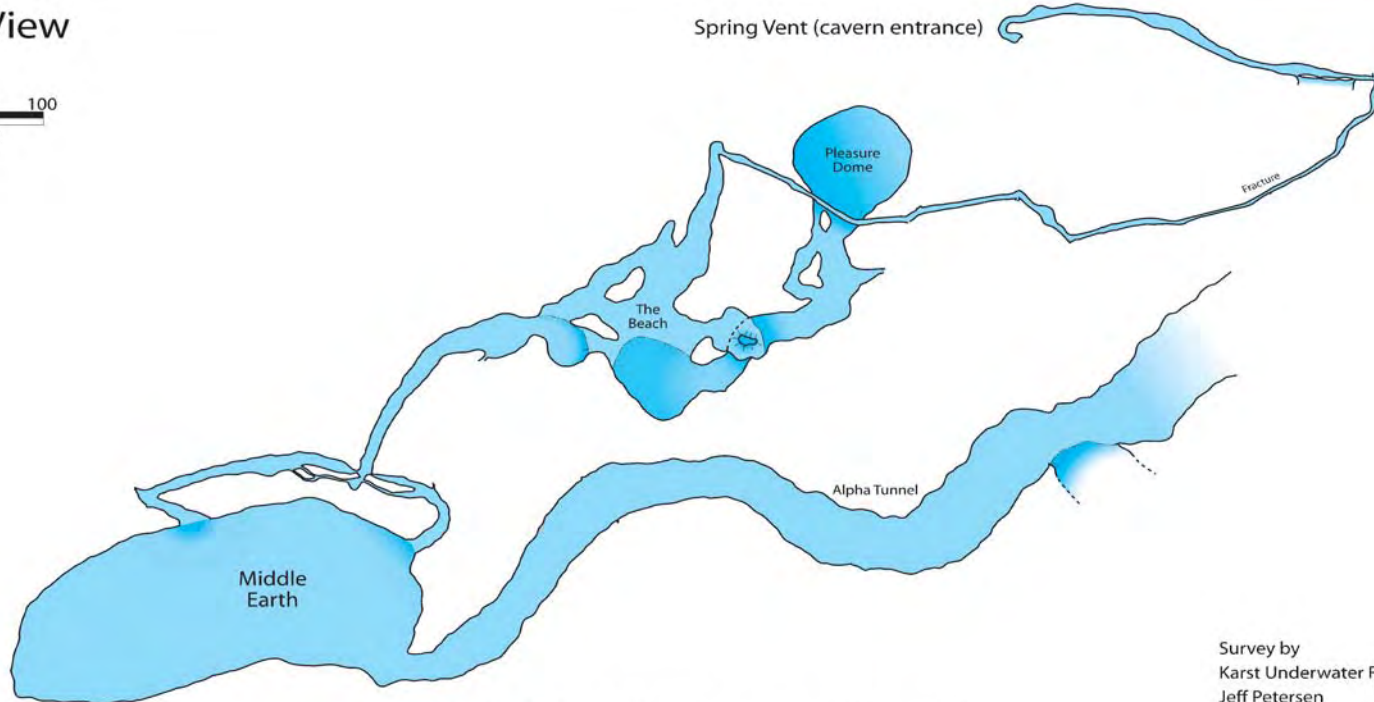 View
Spring Vent (cavern entrance)
100
Pleasure
Dome
Fracture
The
Beach
Alpha Tunnel
Middle
Earth
Survey by
Karst Underwater R
Jeff Petersen